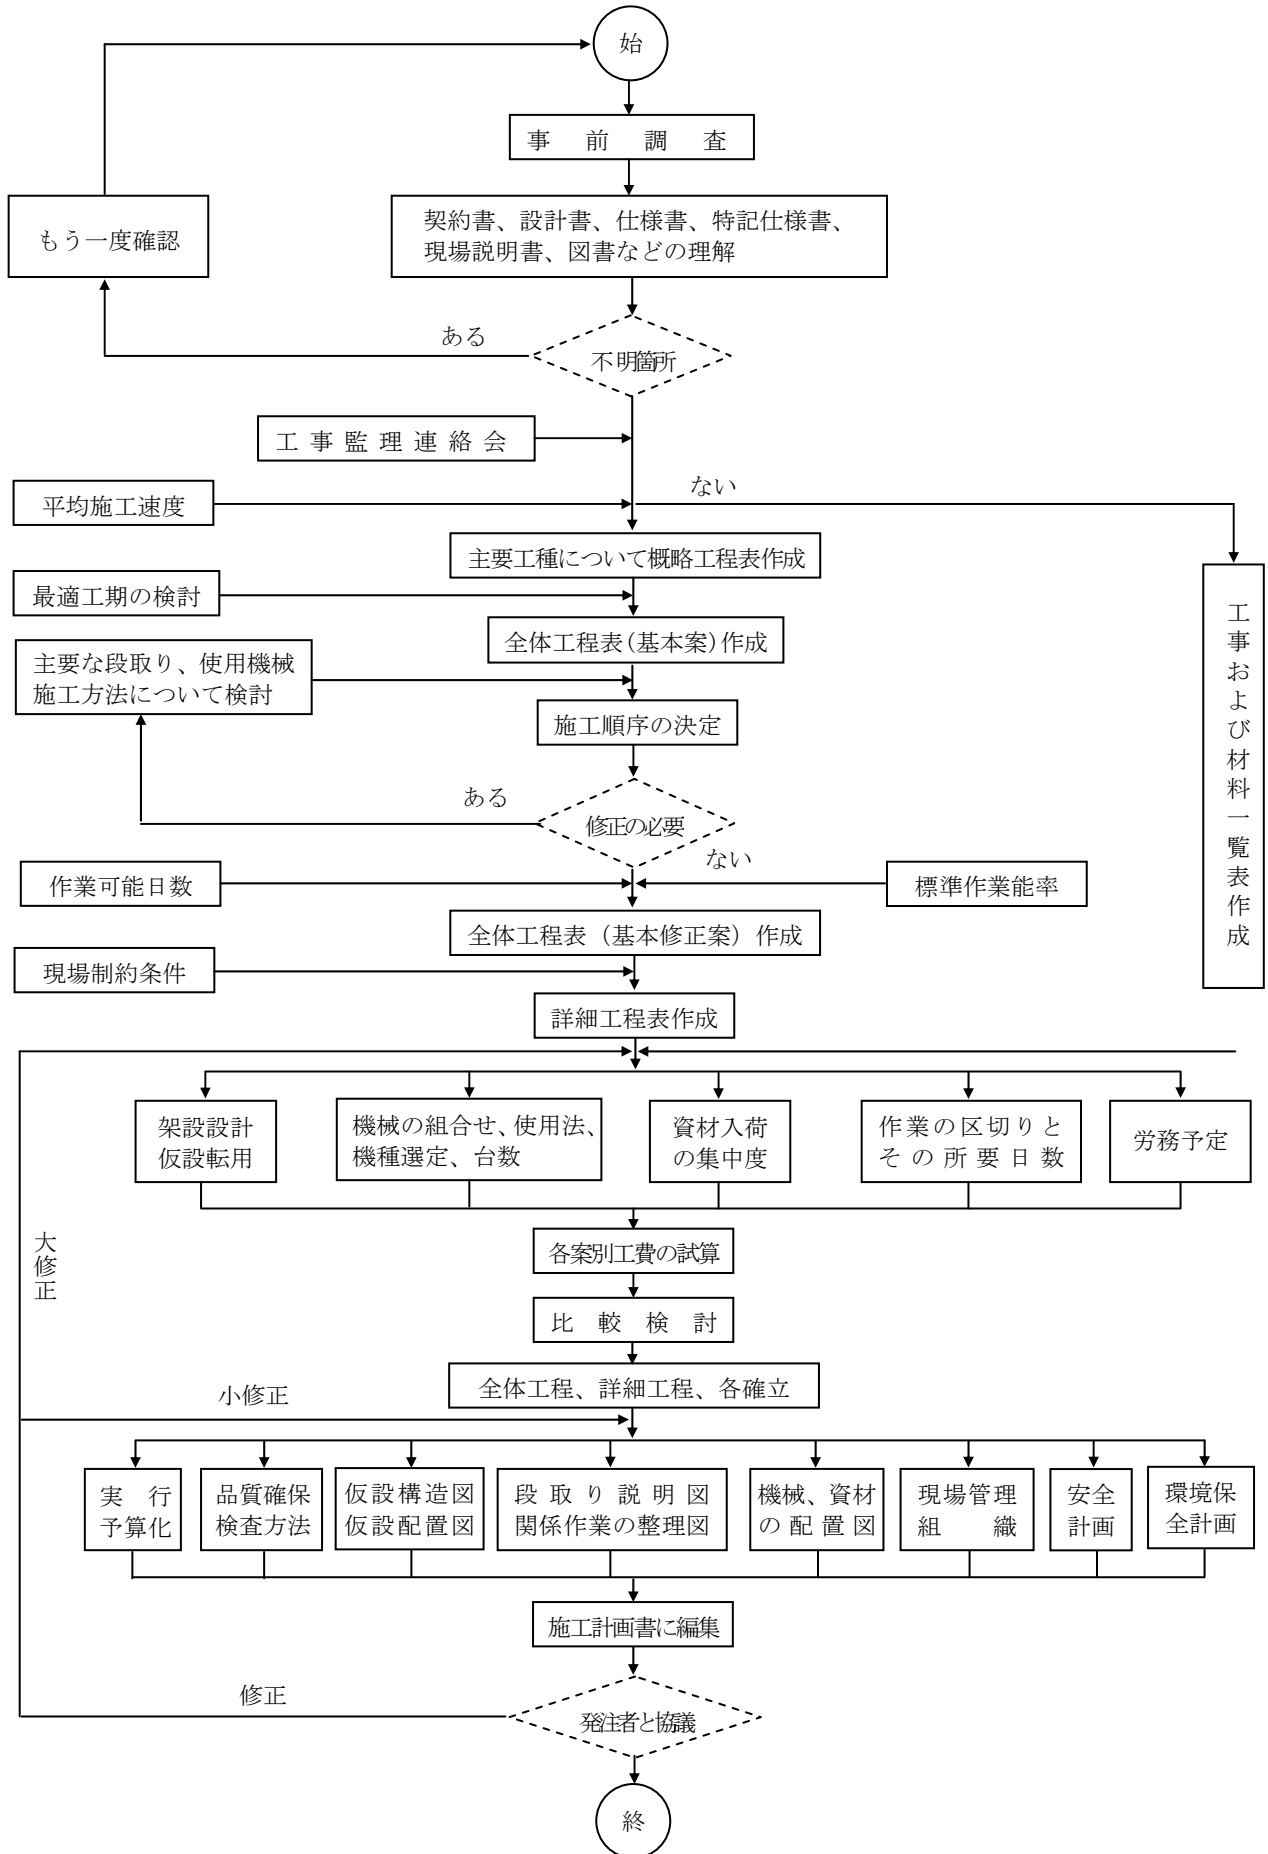 始
事前調査
もう一度確認
契約書、設計書、仕様書、特記仕様書、
現場説明書、図書などの理解
ある
不明箇所
工事監理連絡会
ない
平均施工速度
主要工種について概略工程表作成
最適工期の検討
工事および材料一覧表作成
全体工程表(基本案)作成
主要な段取り、使用機械
施工方法について検討
施工順序の決定
ある
修正の必要
ない
作業可能日数
標準作業能率
全体工程表（基本修正案）作成
現場制約条件
詳細工程表作成
架設設計
仮設転用
機械の組合せ、使用法、
機種選定、台数
資材入荷
の集中度
作業の区切りと
その所要日数
労務予定
大修正
各案別工費の試算
比較検討
全体工程、詳細工程、各確立
小修正
実行
予算化
品質確保
検査方法
仮設構造図
仮設配置図
段取り説明図
関係作業の整理図
機械、資材
の配置図
現場管理
組織
安全
計画
環境保
全計画
施工計画書に編集
修正
発注者と協議
終